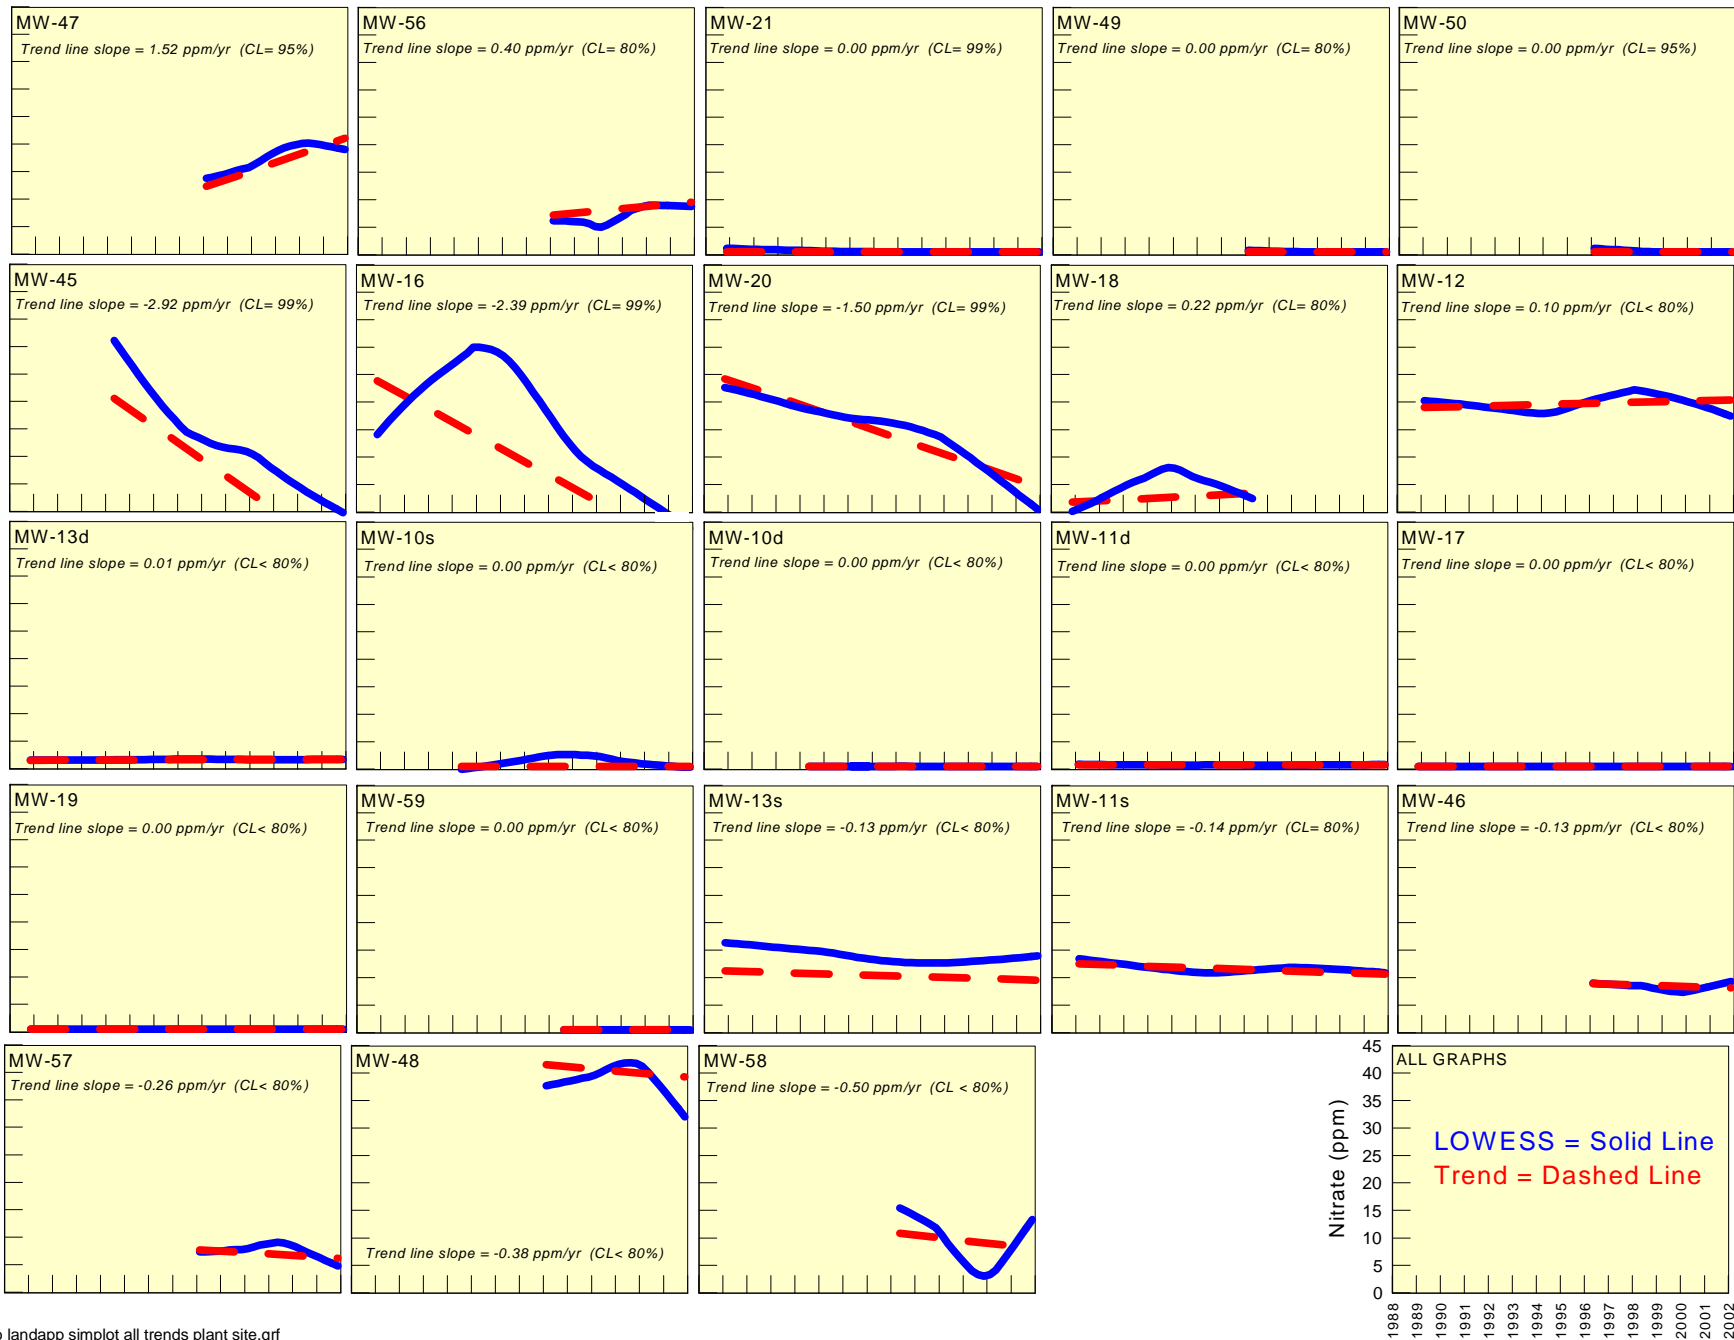 MW-47
Trend line slope = 1.52 ppm/yr (CL= 95%)
MW-56
Trend line slope = 0.40 ppm/yr (CL= 80%)
MW-21
Trend line slope = 0.00 ppm/yr (CL= 99%)
MW-49
Trend line slope = 0.00 ppm/yr (CL= 80%)
MW-50
Trend line slope = 0.00 ppm/yr (CL= 95%)
MW-45
Trend line slope = -2.92 ppm/yr (CL= 99%)
MW-16
Trend line slope = -2.39 ppm/yr (CL= 99%)
MW-20
Trend line slope = -1.50 ppm/yr (CL= 99%)
MW-18
Trend line slope = 0.22 ppm/yr (CL= 80%)
MW-12
Trend line slope = 0.10 ppm/yr (CL< 80%)
MW-13d
Trend line slope = 0.01 ppm/yr (CL< 80%)
MW-10s
Trend line slope = 0.00 ppm/yr (CL< 80%)
MW-10d
Trend line slope = 0.00 ppm/yr (CL< 80%)
MW-11d
Trend line slope = 0.00 ppm/yr (CL< 80%)
MW-17
Trend line slope = 0.00 ppm/yr (CL< 80%)
MW-19
Trend line slope = 0.00 ppm/yr (CL< 80%)
MW-59
Trend line slope = 0.00 ppm/yr (CL< 80%)
MW-13s
Trend line slope = -0.13 ppm/yr (CL< 80%)
MW-11s
Trend line slope = -0.14 ppm/yr (CL= 80%)
MW-46
Trend line slope = -0.13 ppm/yr (CL< 80%)
MW-57
Trend line slope = -0.26 ppm/yr (CL< 80%)
MW-48
Trend line slope = -0.38 ppm/yr (CL< 80%)
MW-58
Trend line slope = -0.50 ppm/yr (CL < 80%)
ALL GRAPHS
LOWESS = Solid Line
Trend = Dashed Line
Nitrate (ppm)
45
40
35
30
25
20
15
10
5
0
1988
1989
1990
1991
1992
1993
1994
1995
1996
1997
1998
1999
2000
2001
2002
landapp simplot all trends plant site.grf